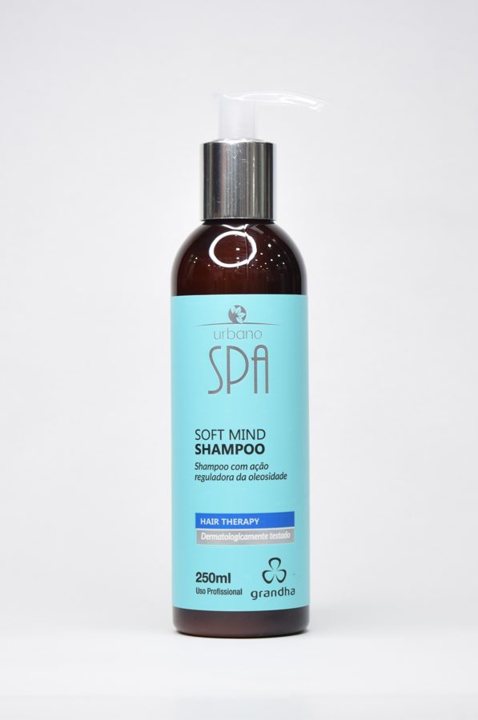 urbano
SPA
SOFT MIND
SHAMPOO
Shampoo com ação
reguladora da oleosidade
HAIR THERAPY
Dermatologicamente testado
250ml
Uso Profissional
grandha